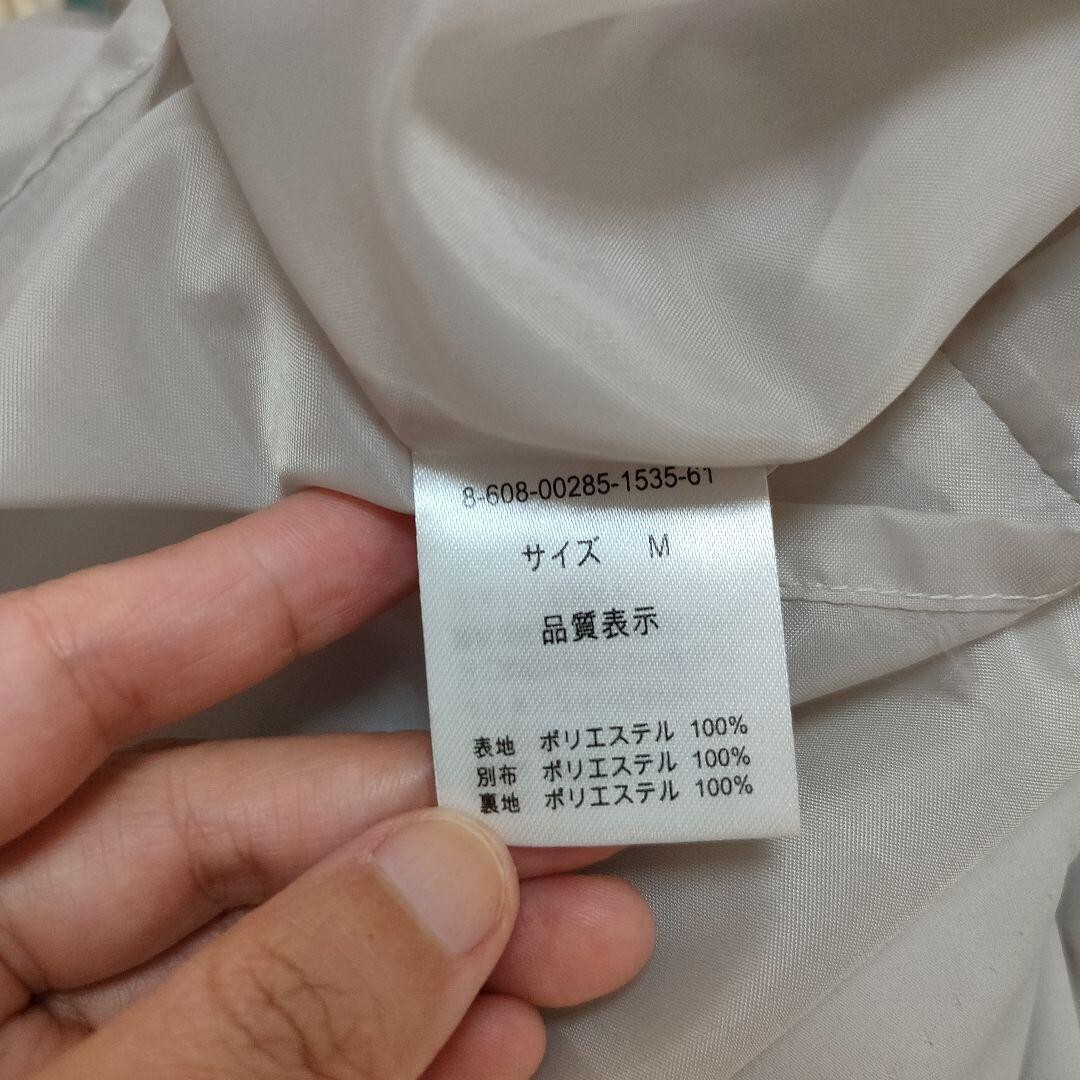 8-608-00285-1535-61
サイズ M
品質表示
表地 ポリエステル 100%
別布 ポリエステル 100%
裏地 ポリエステル 100%